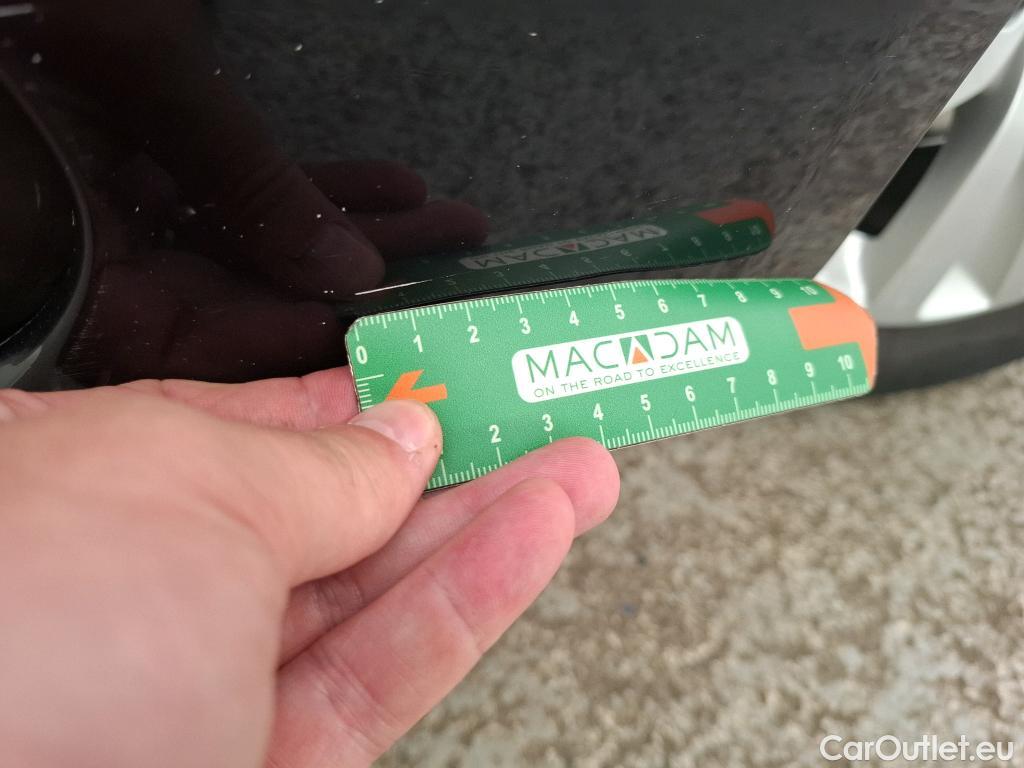 0 1 2 3 4 5 6 7 8 9 10
MACADAM
ON THE ROAD TO EXCELLENCE
2 3 4 5 6 7 8 9 10
CarOutlet.eu